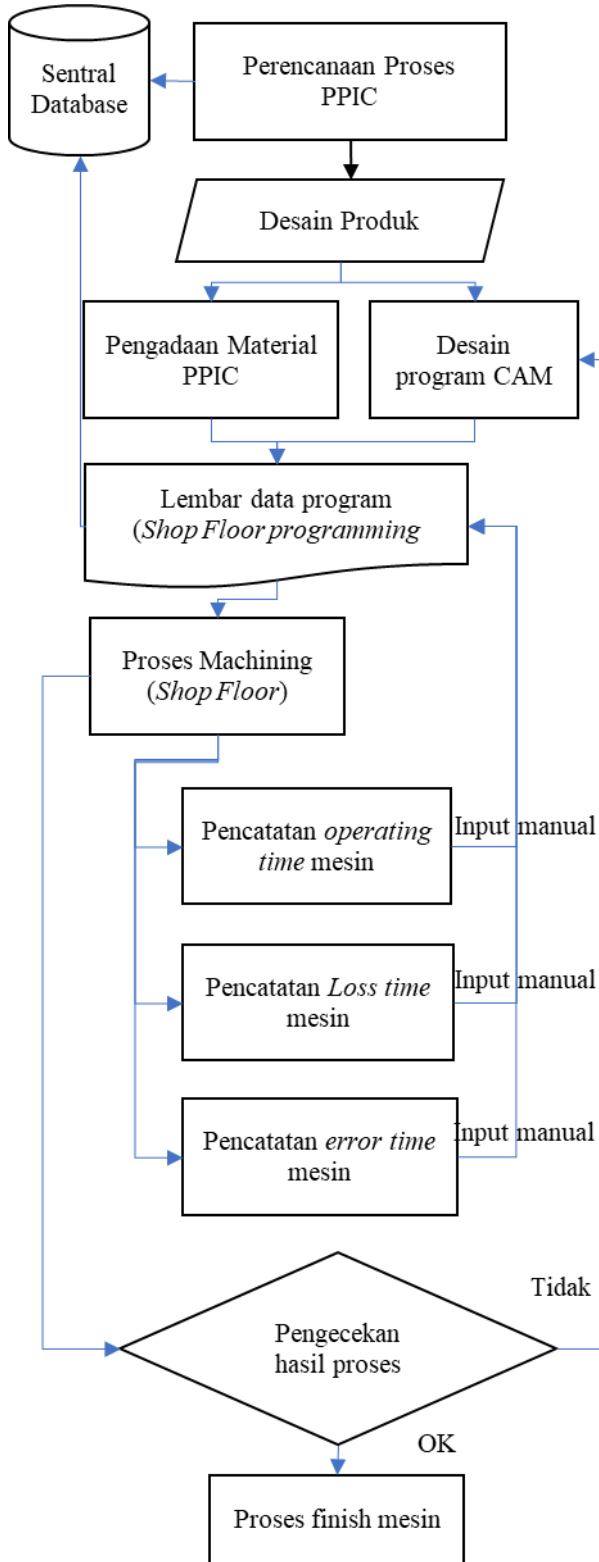 Sentral
Database
Perencanaan Proses
PPIC
Desain Produk
Pengadaan Material
PPIC
Desain
program CAM
Lembar data program
(Shop Floor programming
Proses Machining
(Shop Floor)
Pencatatan operating
time mesin
Input manual
Pencatatan Loss time
mesin
Input manual
Pencatatan error time
mesin
Input manual
Tidak
Pengecekan
hasil proses
OK
Proses finish mesin